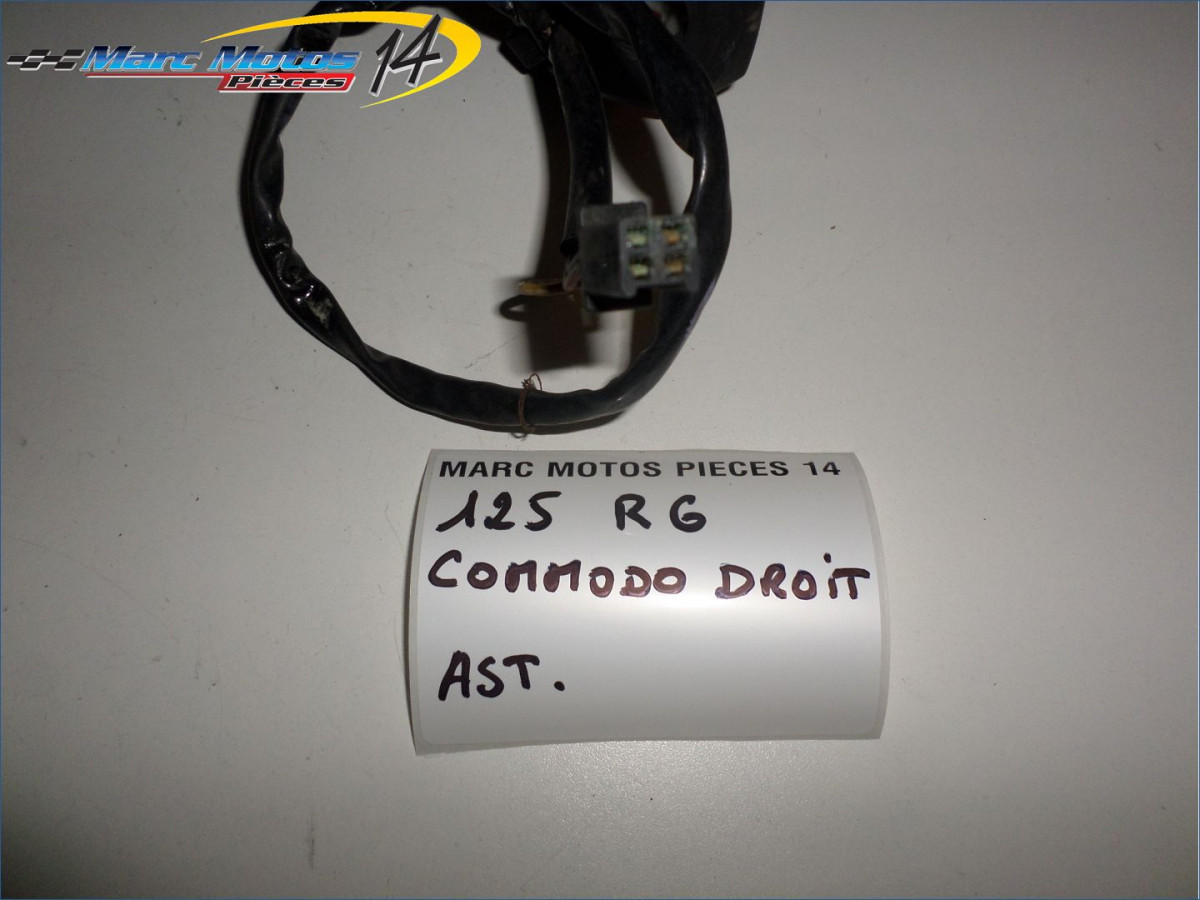 Marc Motos 14
Pièces
MARC MOTOS PIECES 14
125 RG
COMMODO DROIT
AST.